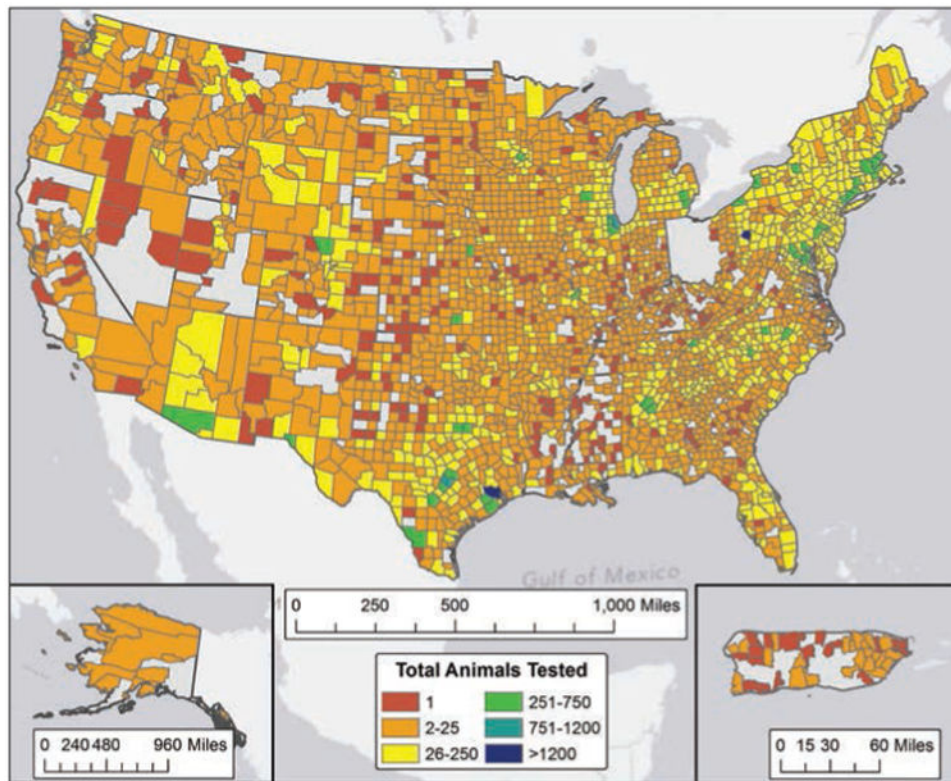 Gulf of Mexico
0 250 500 1,000 Miles
Total Animals Tested
1 251-750
2-25 751-1200
26-250 >1200
0 240 480 960 Miles
0 15 30 60 Miles